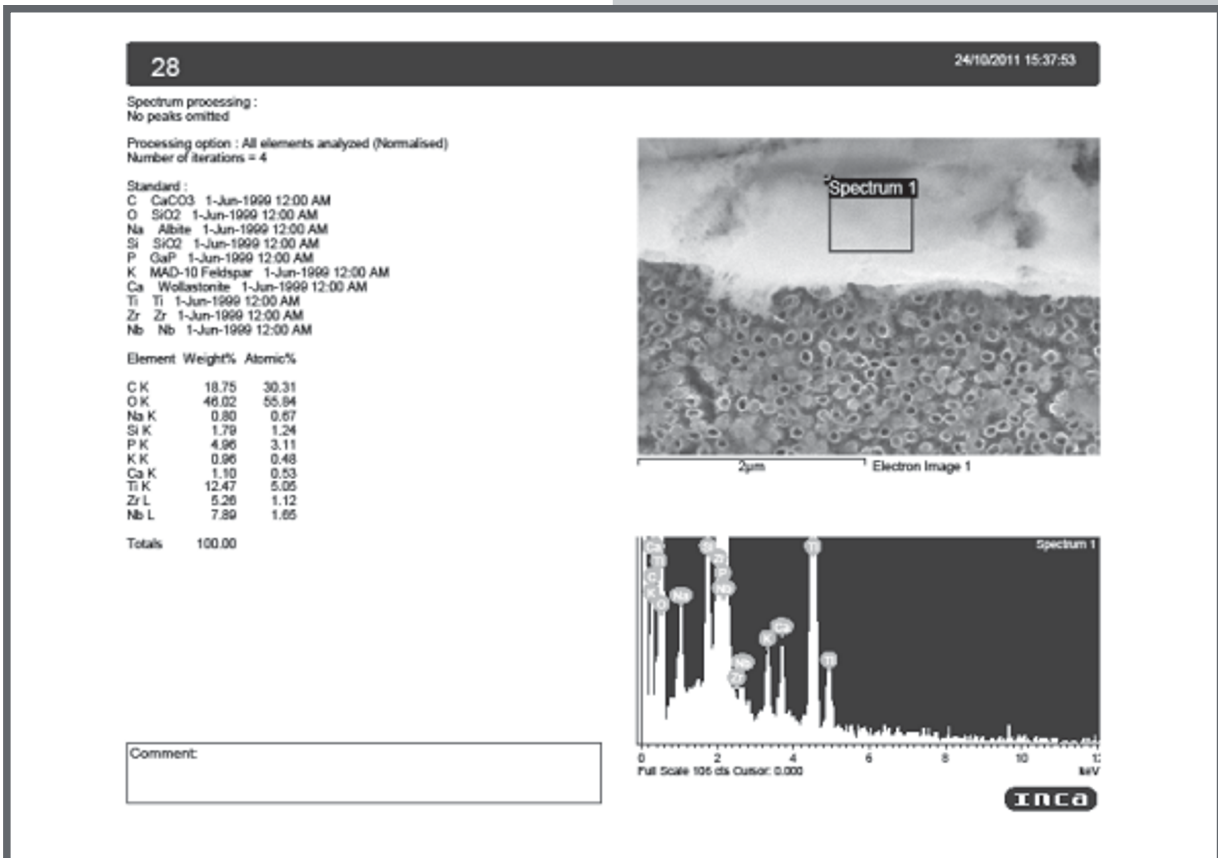 28
24/10/2011 15:37:53
Spectrum processing :
No peaks omitted
Processing option : All elements analyzed (Normalised)
Number of iterations = 4
Standard :
C CaCO3 1-Jun-1999 12:00 AM
O SiO2 1-Jun-1999 12:00 AM
Na Albite 1-Jun-1999 12:00 AM
Si SiO2 1-Jun-1999 12:00 AM
P GaP 1-Jun-1999 12:00 AM
K MAD-10 Feldspar 1-Jun-1999 12:00 AM
Ca Wollastonite 1-Jun-1999 12:00 AM
Ti Ti 1-Jun-1999 12:00 AM
Zr Zr 1-Jun-1999 12:00 AM
Nb Nb 1-Jun-1999 12:00 AM
Element Weight% Atomic%
C K 18.75 30.31
O K 46.02 55.84
Na K 0.80 0.67
Si K 1.79 1.24
P K 4.96 3.11
K K 0.96 0.48
Ca K 1.10 0.53
Ti K 12.47 5.05
Zr L 5.26 1.12
Nb L 7.89 1.65
Totals 100.00
Comment:
Spectrum 1
2µm
Electron Image 1
Spectrum 1
Ca
Ti
C
K
O
Na
Si
Zr
P
Nb
Nb
Zr
K
Ca
Ti
Ti
0 2 4 6 8 10 12
Full Scale 106 cts Cursor: 0.000
keV
INCA